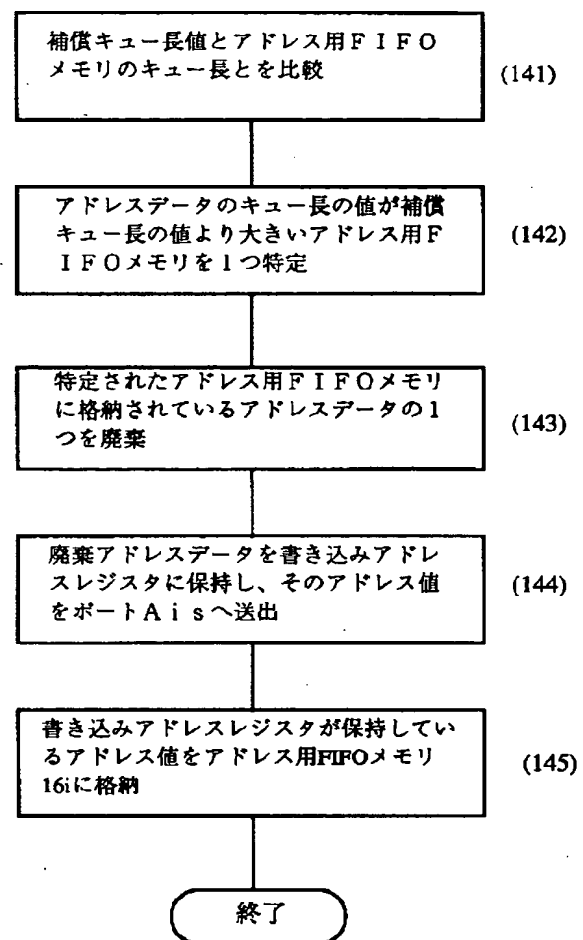 補償キュー長値とアドレス用ＦＩＦＯ
メモリのキュー長とを比較
(141)
アドレスデータのキュー長の値が補償
キュー長の値より大きいアドレス用Ｆ
ＩＦＯメモリを１つ特定
(142)
特定されたアドレス用ＦＩＦＯメモリ
に格納されているアドレスデータの１
つを廃棄
(143)
廃棄アドレスデータを書き込みアドレ
スレジスタに保持し、そのアドレス値
をポートＡｉｓへ送出
(144)
書き込みアドレスレジスタが保持してい
るアドレス値をアドレス用FIFOメモリ
16iに格納
(145)
終了